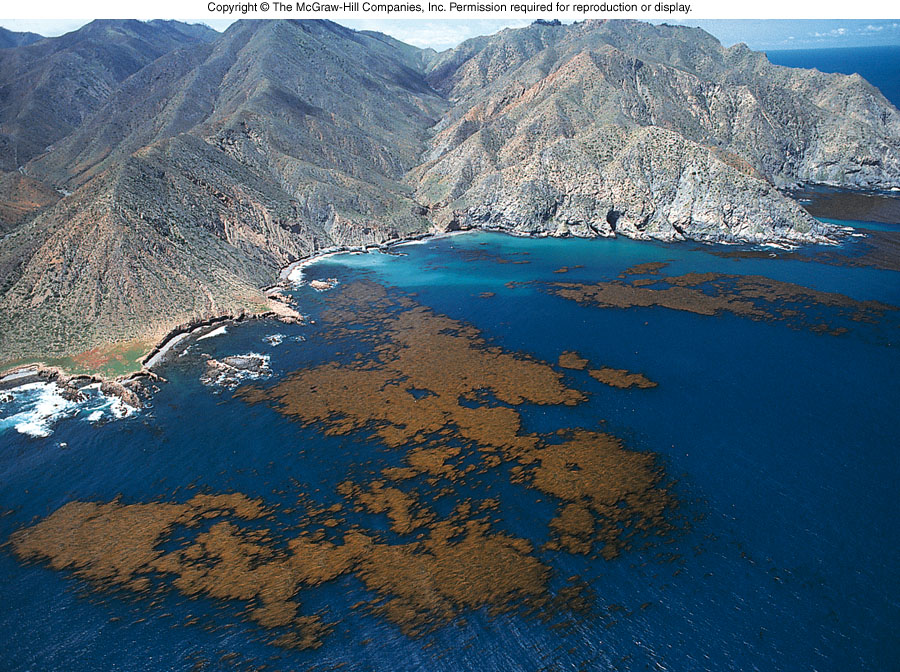 Copyright © The McGraw-Hill Companies, Inc. Permission required for reproduction or display.